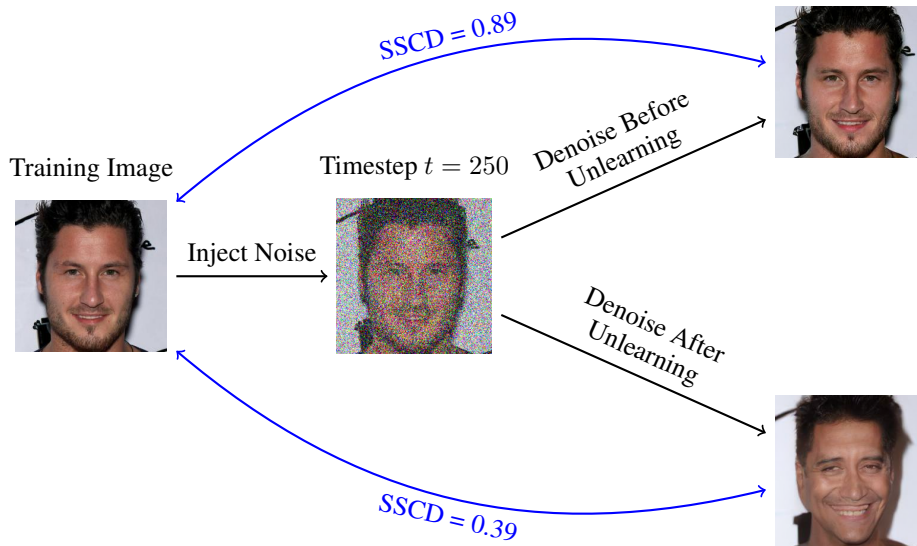 SSCD = 0.89
Denoise Before
Unlearning
Training Image
Timestep t = 250
Inject Noise
Denoise After
Unlearning
SSCD = 0.39